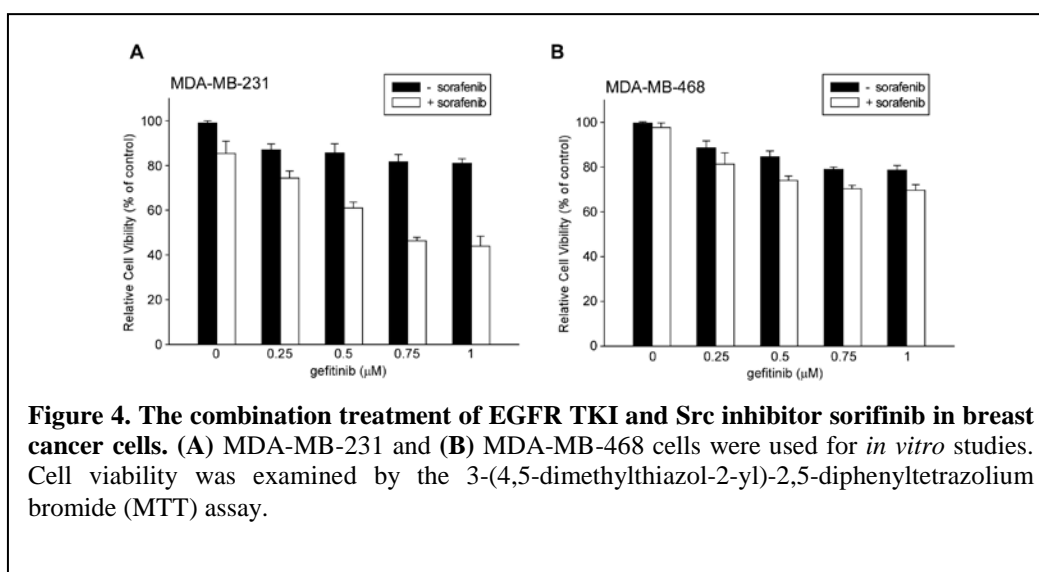 A
MDA-MB-231
- sorafenib
+ sorafenib
Relative Cell Vibility (% of control)
100
80
60
40
20
0
0 0.25 0.5 0.75 1
gefitinib (μM)
B
MDA-MB-468
- sorafenib
+ sorafenib
Relative Cell Vibility (% of control)
100
80
60
40
20
0
0 0.25 0.5 0.75 1
gefitinib (μM)
Figure 4. The combination treatment of EGFR TKI and Src inhibitor sorifinib in breast
cancer cells. (A) MDA-MB-231 and (B) MDA-MB-468 cells were used for in vitro studies.
Cell viability was examined by the 3-(4,5-dimethylthiazol-2-yl)-2,5-diphenyltetrazolium
bromide (MTT) assay.